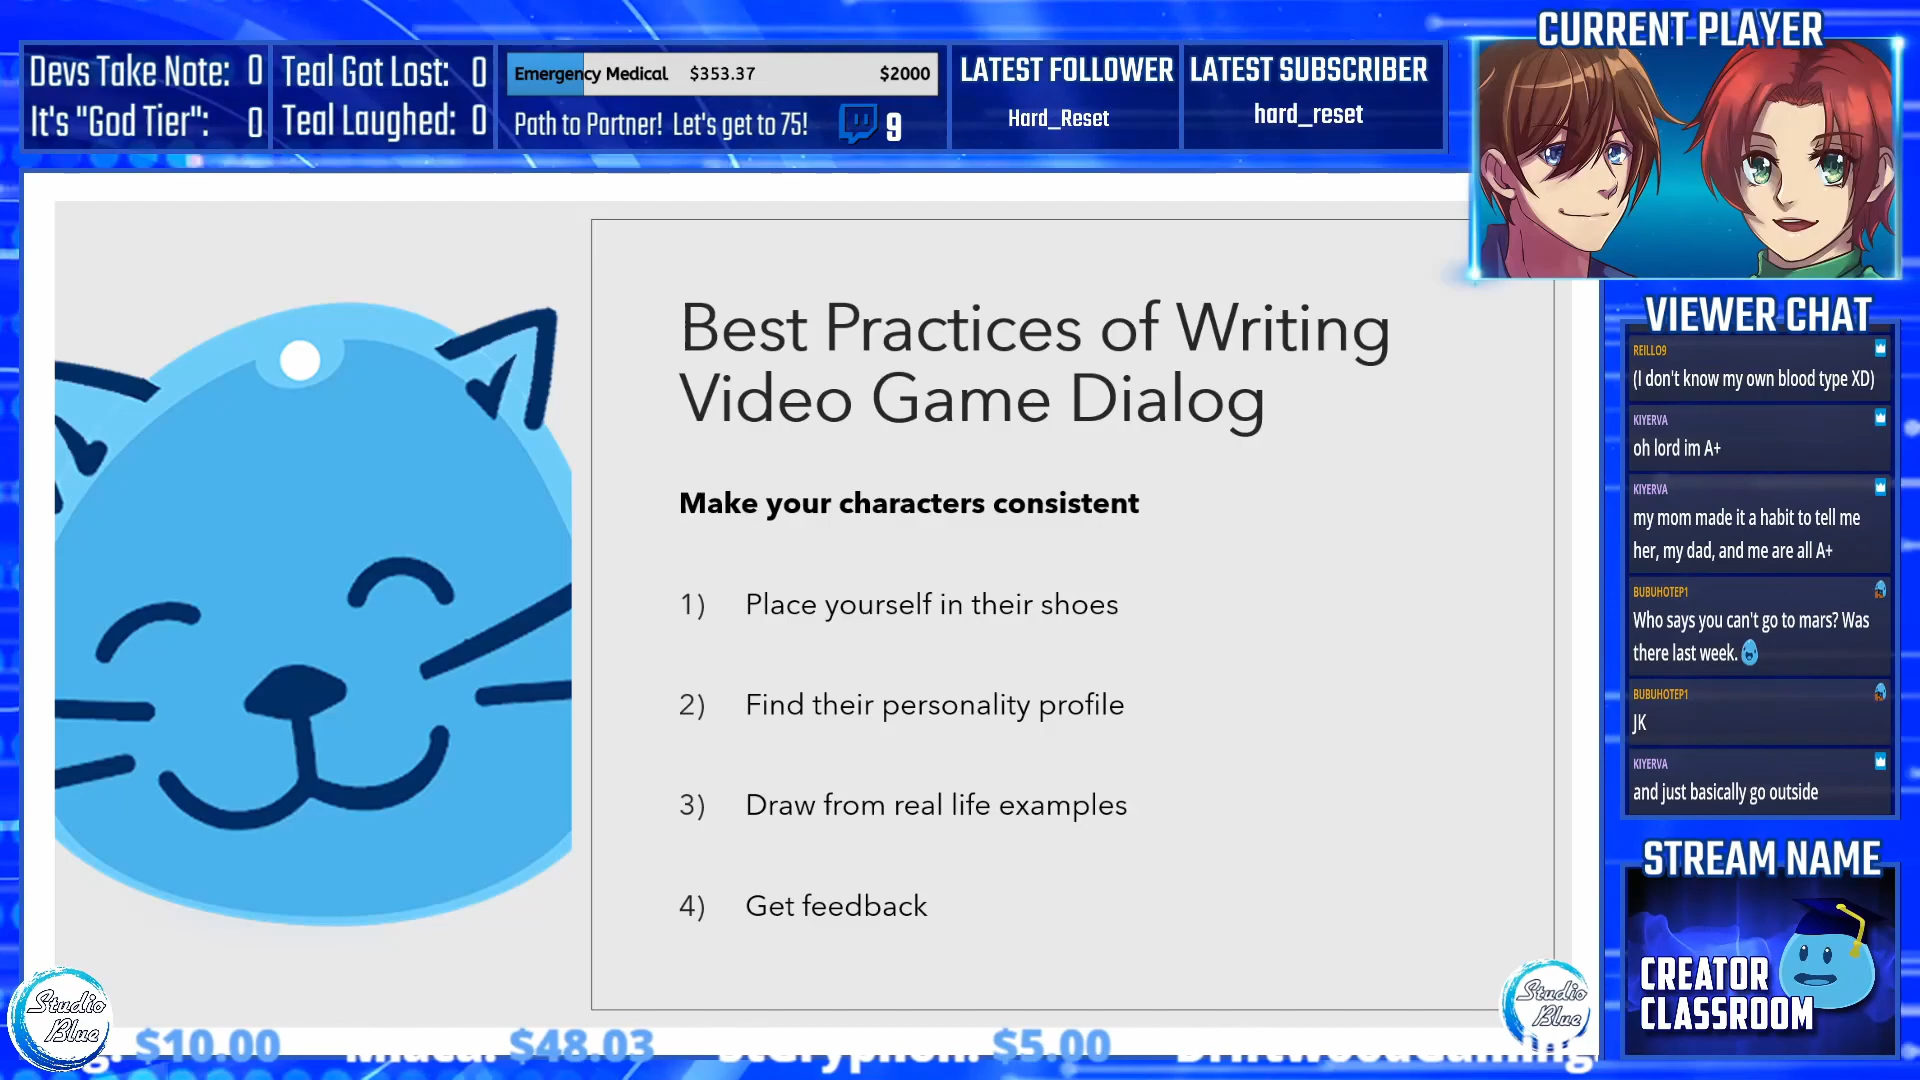 CURRENT PLAYER
Devs Take Note: 0
It's "God Tier": 0
Teal Got Lost: 0
Teal Laughed: 0
Emergency Medical $353.37 $2000
Path to Partner! Let's get to 75! 9
LATEST FOLLOWER
Hard_Reset
LATEST SUBSCRIBER
hard_reset
Best Practices of Writing
Video Game Dialog
Make your characters consistent
1) Place yourself in their shoes
2) Find their personality profile
3) Draw from real life examples
4) Get feedback
VIEWER CHAT
REILLO9
(I don't know my own blood type XD)
KIYERVA
oh lord im A+
KIYERVA
my mom made it a habit to tell me
her, my dad, and me are all A+
BUBUHOTEP1
Who says you can't go to mars? Was
there last week.
BUBUHOTEP1
JK
KIYERVA
and just basically go outside
STREAM NAME
CREATOR
CLASSROOM
Studio
Blue
Studio
Blue
$10.00 $48.03 $5.00 DriftwoodGaming: